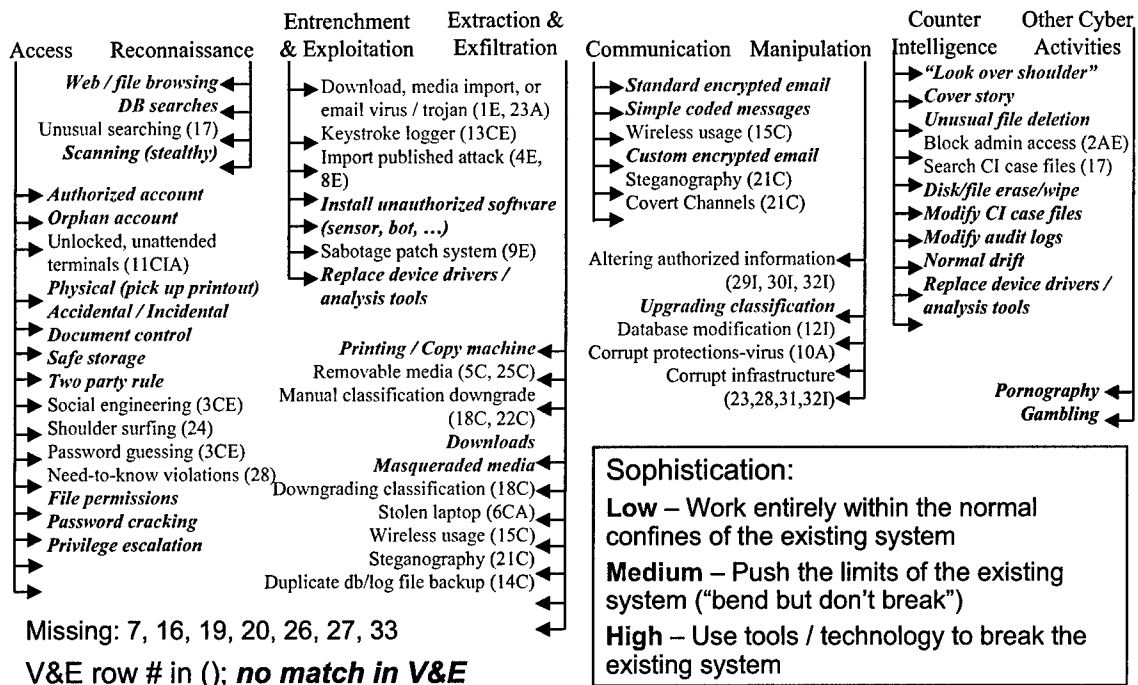 Access
Reconnaissance
Web / file browsing
DB searches
Unusual searching (17)
Scanning (stealthy)
Authorized account
Orphan account
Unlocked, unattended
terminals (11CIA)
Physical (pick up printout)
Accidental / Incidental
Document control
Safe storage
Two party rule
Social engineering (3CE)
Shoulder surfing (24)
Password guessing (3CE)
Need-to-know violations (28)
File permissions
Password cracking
Privilege escalation
Entrenchment
& Exploitation
Extraction &
Exfiltration
Download, media import, or
email virus / trojan (1E, 23A)
Keystroke logger (13CE)
Import published attack (4E,
8E)
Install unauthorized software
(sensor, bot, ...)
Sabotage patch system (9E)
Replace device drivers /
analysis tools
Printing / Copy machine
Removable media (5C, 25C)
Manual classification downgrade
(18C, 22C)
Downloads
Masqueraded media
Downgrading classification (18C)
Stolen laptop (6CA)
Wireless usage (15C)
Steganography (21C)
Duplicate db/log file backup (14C)
Communication
Manipulation
Standard encrypted email
Simple coded messages
Wireless usage (15C)
Custom encrypted email
Steganography (21C)
Covert Channels (21C)
Altering authorized information
(29I, 30I, 32I)
Upgrading classification
Database modification (12I)
Corrupt protections-virus (10A)
Corrupt infrastructure
(23,28,31,32I)
Counter
Intelligence
Other Cyber
Activities
“Look over shoulder”
Cover story
Unusual file deletion
Block admin access (2AE)
Search CI case files (17)
Disk/file erase/wipe
Modify CI case files
Modify audit logs
Normal drift
Replace device drivers /
analysis tools
Pornography
Gambling
Sophistication:
Low – Work entirely within the normal
confines of the existing system
Medium – Push the limits of the existing
system (“bend but don't break”)
High – Use tools / technology to break the
existing system
Missing: 7, 16, 19, 20, 26, 27, 33
V&E row # in (); no match in V&E